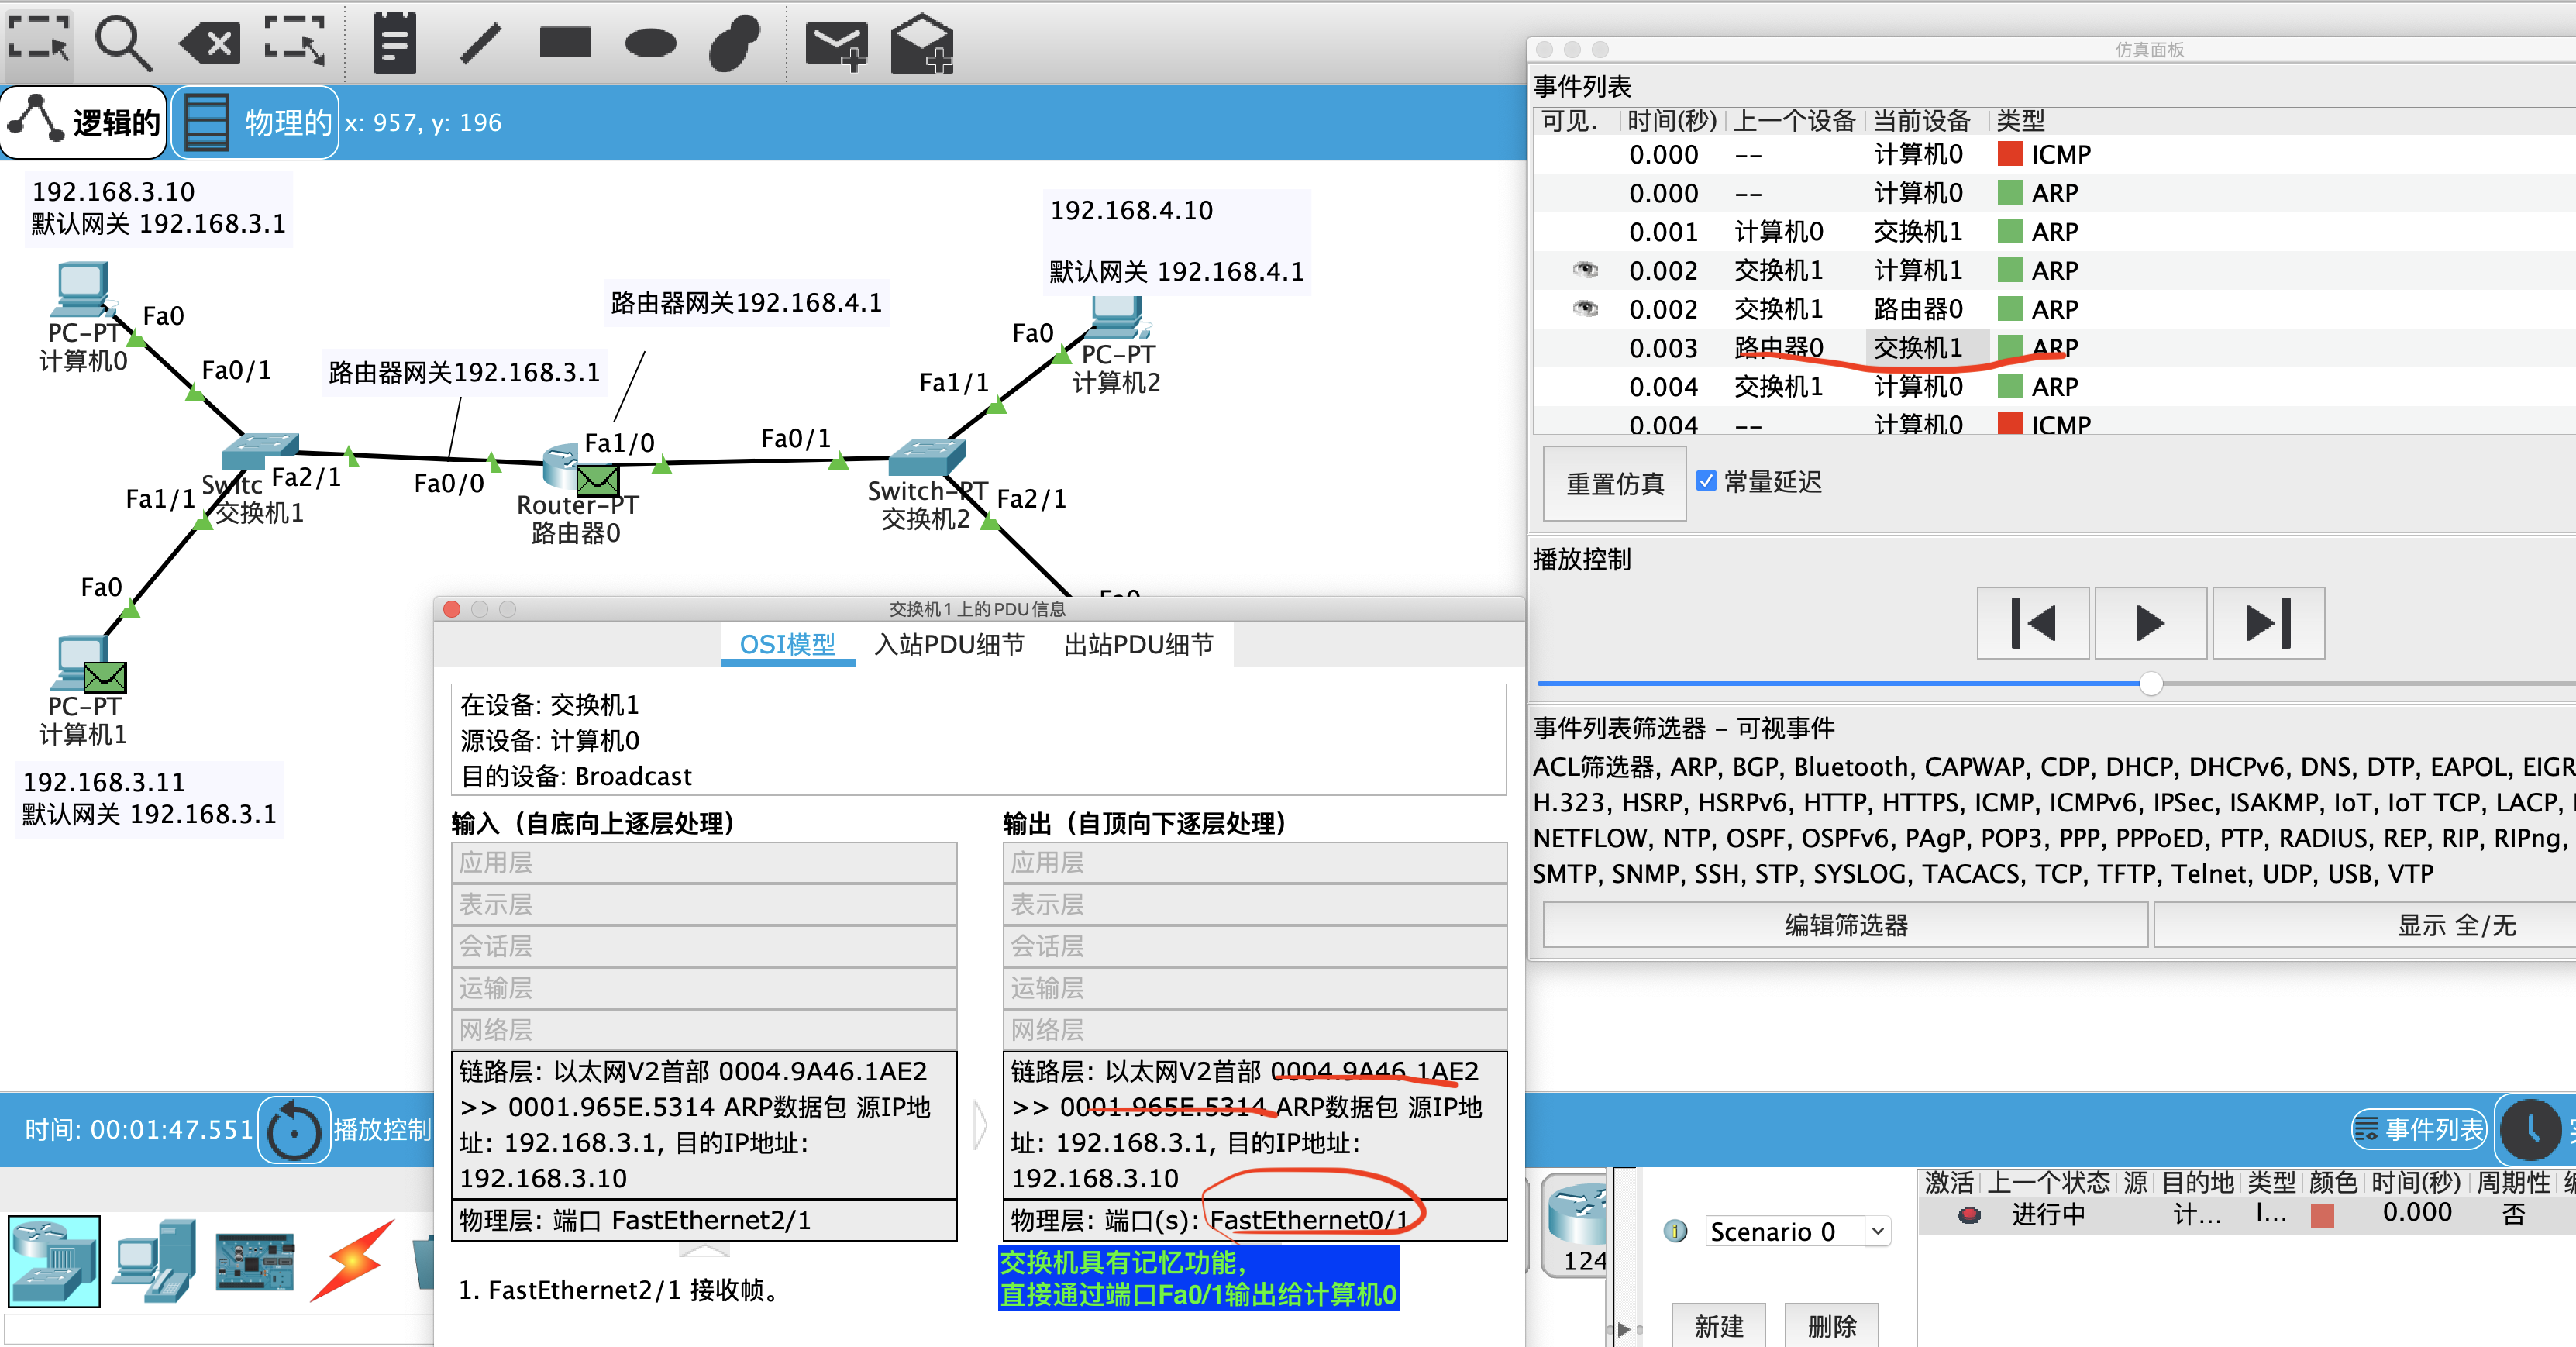 逻辑的
物理的
x: 957, y: 196
192.168.3.10
默认网关 192.168.3.1
PC-PT
计算机0
Fa0
Fa0/1
路由器网关192.168.3.1
路由器网关192.168.4.1
192.168.4.10
默认网关 192.168.4.1
Fa0
PC-PT
计算机2
Fa1/1
Fa0/1
Fa1/0
Switc
交换机1
Fa2/1
Fa0/0
Router-PT
路由器0
Switch-PT
交换机2
Fa2/1
Fa1/1
Fa0
PC-PT
计算机1
192.168.3.11
默认网关 192.168.3.1
Fa0
仿真面板
事件列表
可见. 时间(秒) 上一个设备 当前设备 类型
0.000 -- 计算机0 ICMP
0.000 -- 计算机0 ARP
0.001 计算机0 交换机1 ARP
0.002 交换机1 计算机1 ARP
0.002 交换机1 路由器0 ARP
0.003 路由器0 交换机1 ARP
0.004 交换机1 计算机0 ARP
0.004 -- 计算机0 ICMP
重置仿真
常量延迟
播放控制
事件列表筛选器 - 可视事件
ACL筛选器, ARP, BGP, Bluetooth, CAPWAP, CDP, DHCP, DHCPv6, DNS, DTP, EAPOL, EIGR
H.323, HSRP, HSRPv6, HTTP, HTTPS, ICMP, ICMPv6, IPSec, ISAKMP, IoT, IoT TCP, LACP,
NETFLOW, NTP, OSPF, OSPFv6, PAgP, POP3, PPP, PPPoED, PTP, RADIUS, REP, RIP, RIPng,
SMTP, SNMP, SSH, STP, SYSLOG, TACACS, TCP, TFTP, Telnet, UDP, USB, VTP
编辑筛选器
显示 全/无
交换机1上的PDU信息
OSI模型 入站PDU细节 出站PDU细节
在设备: 交换机1
源设备: 计算机0
目的设备: Broadcast
输入（自底向上逐层处理）
应用层
表示层
会话层
运输层
网络层
链路层: 以太网V2首部 0004.9A46.1AE2
>> 0001.965E.5314 ARP数据包 源IP地
址: 192.168.3.1, 目的IP地址:
192.168.3.10
物理层: 端口 FastEthernet2/1
输出（自顶向下逐层处理）
应用层
表示层
会话层
运输层
网络层
链路层: 以太网V2首部 0004.9A46.1AE2
>> 0001.965E.5314 ARP数据包 源IP地
址: 192.168.3.1, 目的IP地址:
192.168.3.10
物理层: 端口(s): FastEthernet0/1
1. FastEthernet2/1 接收帧。
交换机具有记忆功能，
直接通过端口Fa0/1输出给计算机0
时间: 00:01:47.551
播放控制
事件列表
124
Scenario 0
新建
删除
激活 上一个状态 源 目的地 类型 颜色 时间(秒) 周期性
进行中 计... I... 0.000 否